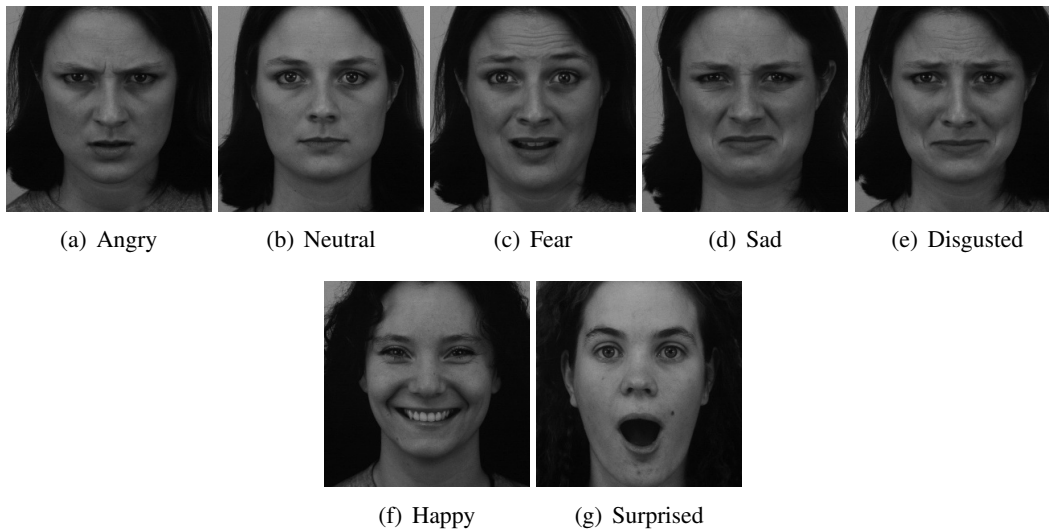 (a) Angry
(b) Neutral
(c) Fear
(d) Sad
(e) Disgusted
(f) Happy
(g) Surprised